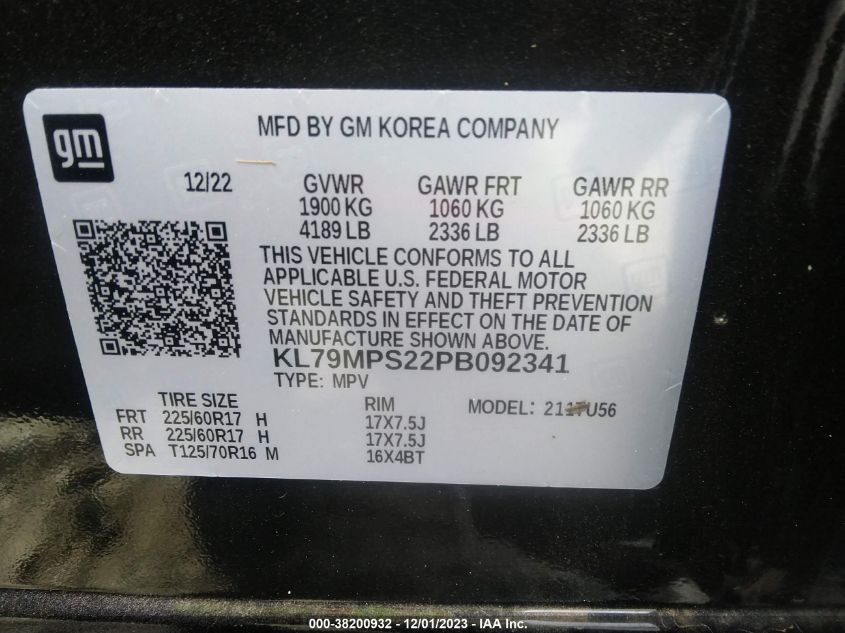 gm
MFD BY GM KOREA COMPANY
12/22 GVWR GAWR FRT GAWR RR
1900 KG 1060 KG 1060 KG
4189 LB 2336 LB 2336 LB
THIS VEHICLE CONFORMS TO ALL
APPLICABLE U.S. FEDERAL MOTOR
VEHICLE SAFETY AND THEFT PREVENTION
STANDARDS IN EFFECT ON THE DATE OF
MANUFACTURE SHOWN ABOVE.
KL79MPS22PB092341
TYPE: MPV
TIRE SIZE RIM MODEL:
FRT 225/60R17 H 17X7.5J
RR 225/60R17 H 17X7.5J
SPA T125/70R16 M 16X4BT
000-38200932 - 12/01/2023 - IAA Inc.